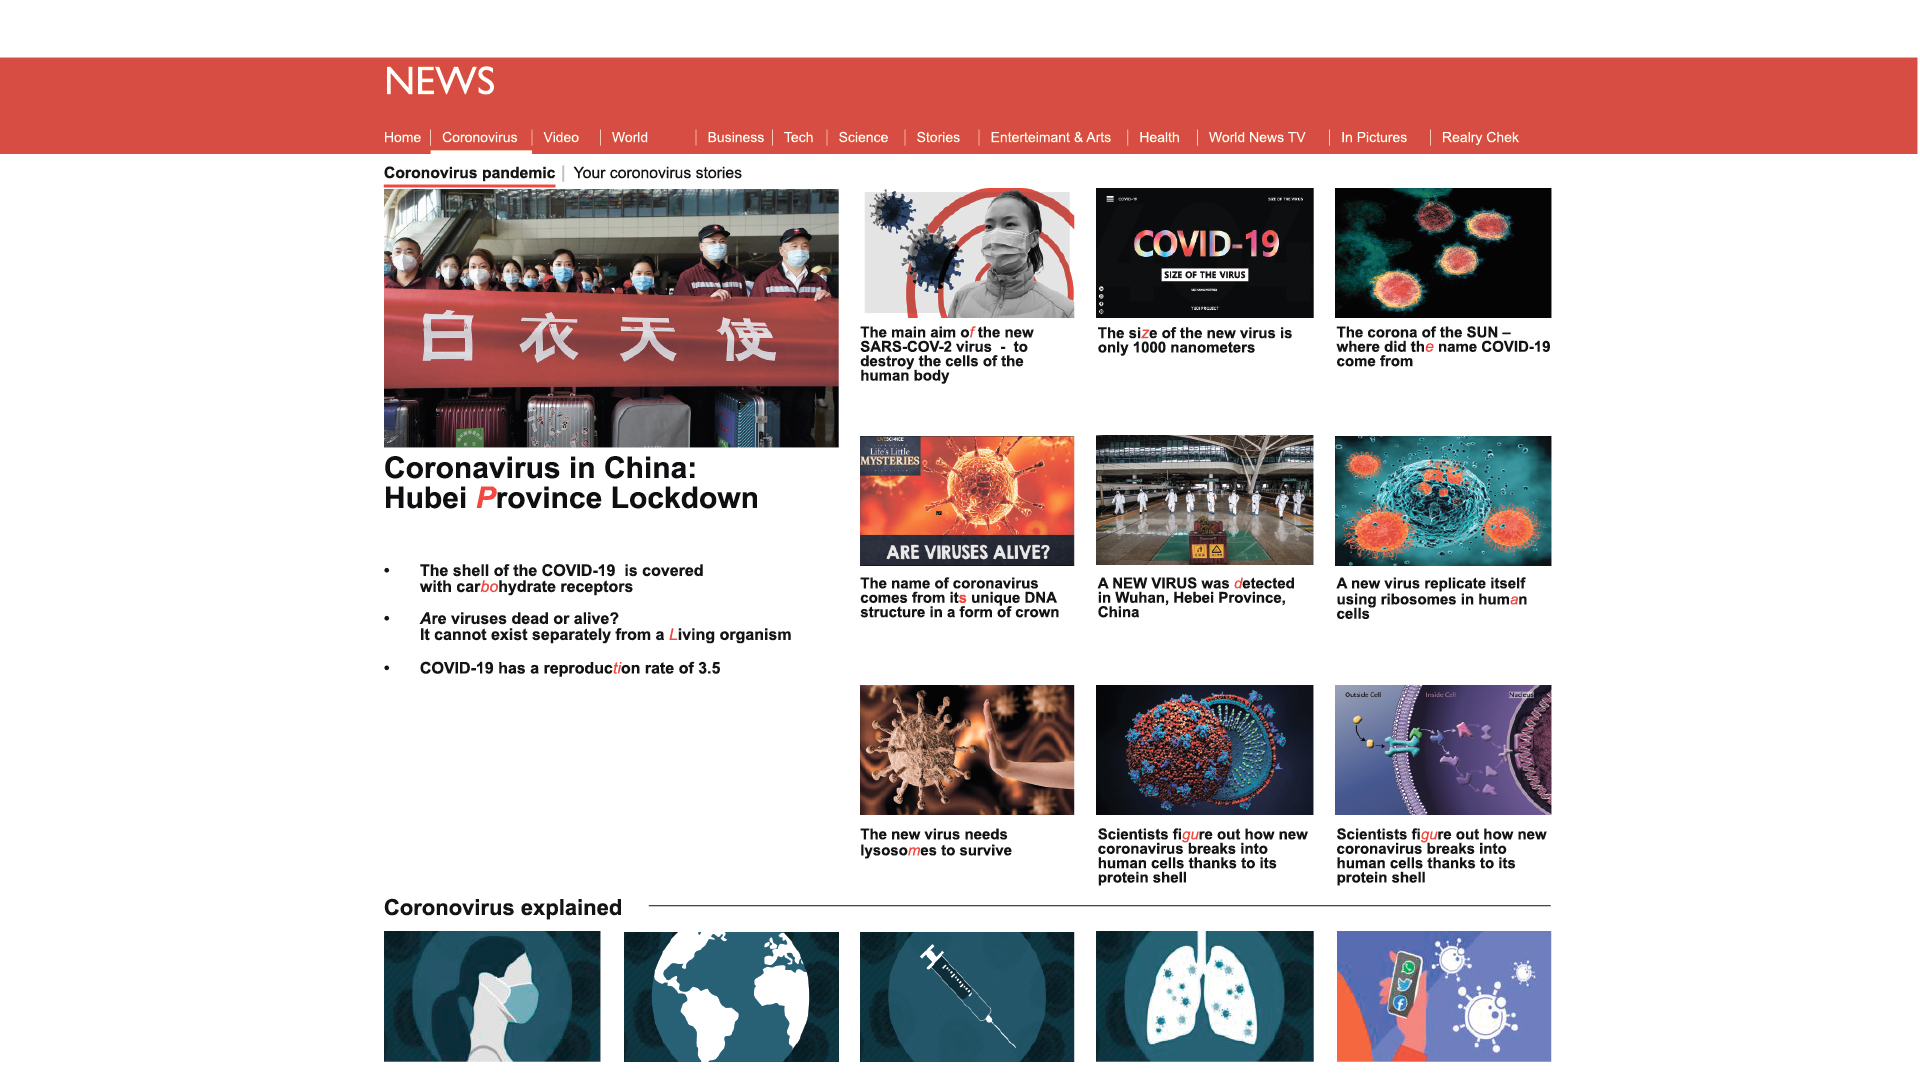 NEWS
Home | Coronovirus | Video | World | Business | Tech | Science | Stories | Enterteimant & Arts | Health | World News TV | In Pictures | Realry Chek
Coronovirus pandemic | Your coronovirus stories
白衣天使
Coronavirus in China:
Hubei Province Lockdown
• The shell of the COVID-19 is covered
with carbohydrate receptors
• Are viruses dead or alive?
It cannot exist separately from a Living organism
• COVID-19 has a reproduction rate of 3.5
The main aim of the new
SARS-COV-2 virus - to
destroy the cells of the
human body
COVID-19
SIZE OF THE VIRUS
COVID-19
SIZE OF THE VIRUS
The size of the new virus is
only 1000 nanometers
The corona of the SUN –
where did the name COVID-19
come from
LIVESCIENCE
Life's Little
MYSTERIES
ARE VIRUSES ALIVE?
The name of coronavirus
comes from its unique DNA
structure in a form of crown
A NEW VIRUS was detected
in Wuhan, Hebei Province,
China
A new virus replicate itself
using ribosomes in human
cells
The new virus needs
lysosomes to survive
Scientists figure out how new
coronavirus breaks into
human cells thanks to its
protein shell
Outside Cell
Inside Cell
Nucleus
Scientists figure out how new
coronavirus breaks into
human cells thanks to its
protein shell
Coronovirus explained